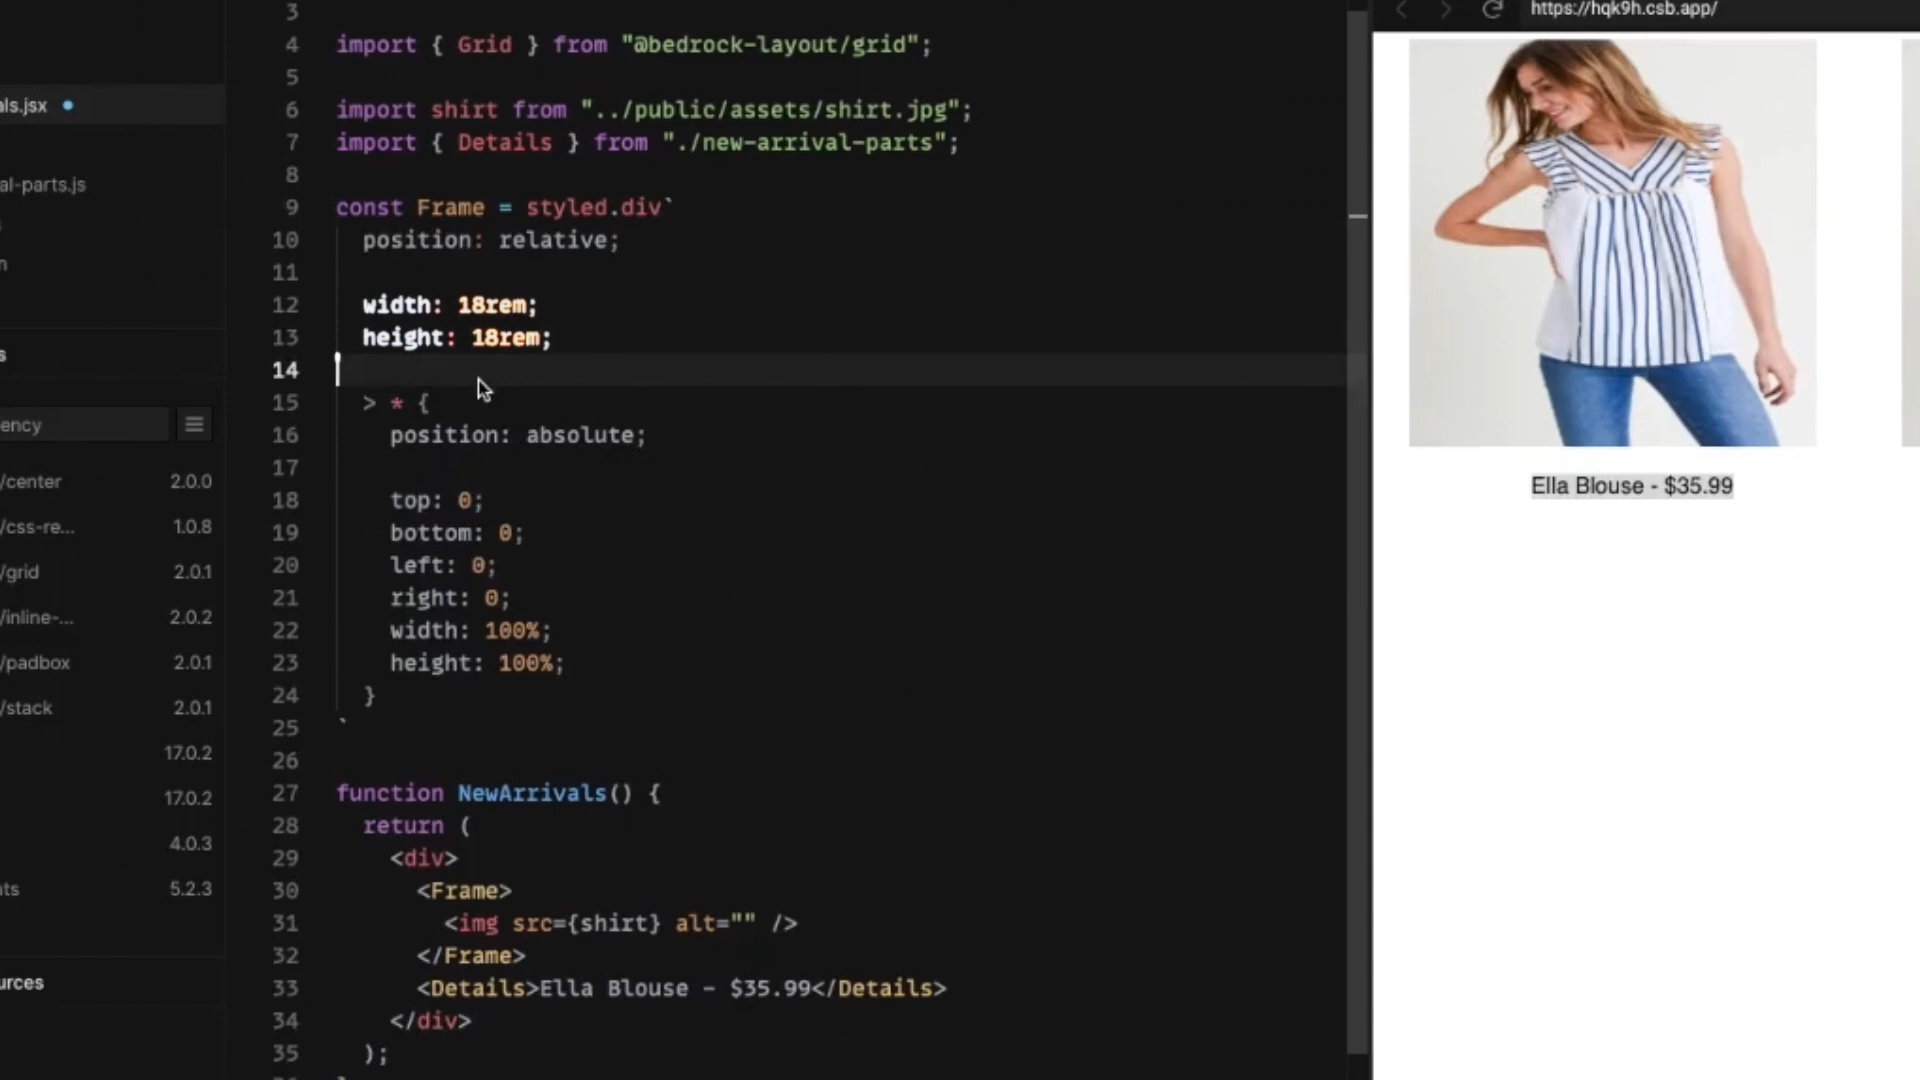 als.jsx
al-parts.js
n
s
ency
/center 2.0.0
/css-re... 1.0.8
/grid 2.0.1
/inline-... 2.0.2
/padbox 2.0.1
/stack 2.0.1
17.0.2
17.0.2
4.0.3
nts 5.2.3
urces
3
4 import { Grid } from "@bedrock-layout/grid";
5
6 import shirt from "../public/assets/shirt.jpg";
7 import { Details } from "./new-arrival-parts";
8
9 const Frame = styled.div`
10 position: relative;
11
12 width: 18rem;
13 height: 18rem;
14
15 > * {
16 position: absolute;
17
18 top: 0;
19 bottom: 0;
20 left: 0;
21 right: 0;
22 width: 100%;
23 height: 100%;
24 }
25 `
26
27 function NewArrivals() {
28 return (
29 <div>
30 <Frame>
31 <img src={shirt} alt="" />
32 </Frame>
33 <Details>Ella Blouse - $35.99</Details>
34 </div>
35 );
https://hqk9h.csb.app/
Ella Blouse - $35.99